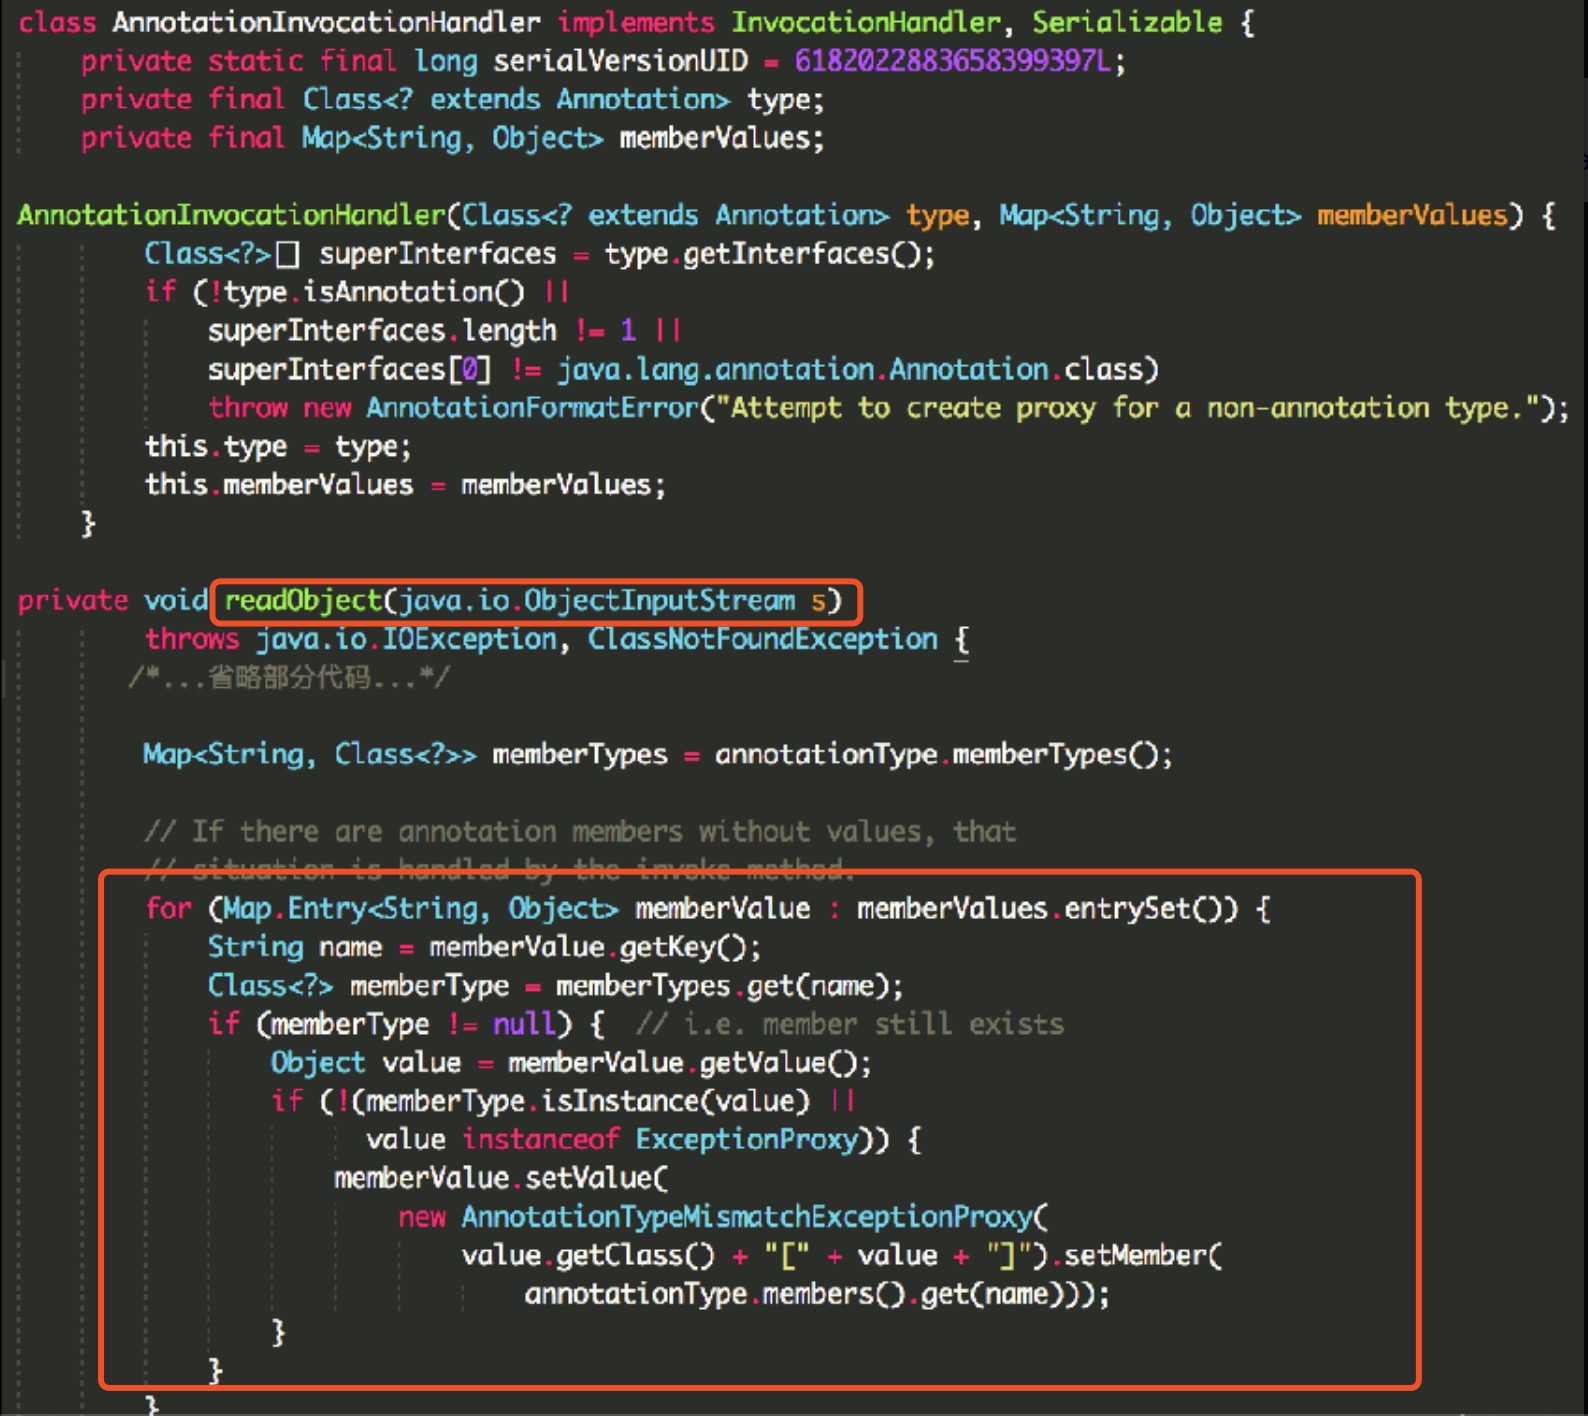 class AnnotationInvocationHandler implements InvocationHandler, Serializable {
private static final long serialVersionUID = 6182022883658399397L;
private final Class<? extends Annotation> type;
private final Map<String, Object> memberValues;
AnnotationInvocationHandler(Class<? extends Annotation> type, Map<String, Object> memberValues) {
Class<?>[] superInterfaces = type.getInterfaces();
if (!type.isAnnotation() ||
superInterfaces.length != 1 ||
superInterfaces[0] != java.lang.annotation.Annotation.class)
throw new AnnotationFormatError("Attempt to create proxy for a non-annotation type.");
this.type = type;
this.memberValues = memberValues;
}
private void readObject(java.io.ObjectInputStream s)
throws java.io.IOException, ClassNotFoundException {
/*...省略部分代码...*/
Map<String, Class<?>> memberTypes = annotationType.memberTypes();
// If there are annotation members without values, that
// situation is handled by the invoke method.
for (Map.Entry<String, Object> memberValue : memberValues.entrySet()) {
String name = memberValue.getKey();
Class<?> memberType = memberTypes.get(name);
if (memberType != null) { // i.e. member still exists
Object value = memberValue.getValue();
if (!(memberType.isInstance(value) ||
value instanceof ExceptionProxy)) {
memberValue.setValue(
new AnnotationTypeMismatchExceptionProxy(
value.getClass() + "[" + value + "]").setMember(
annotationType.members().get(name)));
}
}
}